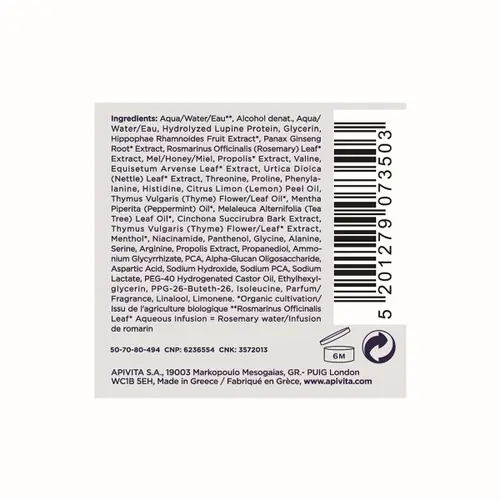 Ingredients: Aqua/Water/Eau**, Alcohol denat., Aqua/
Water/Eau, Hydrolyzed Lupine Protein, Glycerin,
Hippophae Rhamnoides Fruit Extract*, Panax Ginseng
Root* Extract, Rosmarinus Officinalis (Rosemary) Leaf*
Extract, Mel/Honey/Miel, Propolis* Extract, Valine,
Equisetum Arvense Leaf* Extract, Urtica Dioica
(Nettle) Leaf* Extract, Threonine, Proline, Phenyla-
lanine, Histidine, Citrus Limon (Lemon) Peel Oil,
Thymus Vulgaris (Thyme) Flower/Leaf Oil*, Mentha
Piperita (Peppermint) Oil*, Melaleuca Alternifolia (Tea
Tree) Leaf Oil*, Cinchona Succirubra Bark Extract,
Thymus Vulgaris (Thyme) Flower/Leaf* Extract,
Menthol*, Niacinamide, Panthenol, Glycine, Alanine,
Serine, Arginine, Propolis Extract, Propanediol, Ammon-
ium Glycyrrhizate, PCA, Alpha-Glucan Oligosaccharide,
Aspartic Acid, Sodium Hydroxide, Sodium PCA, Sodium
Lactate, PEG-40 Hydrogenated Castor Oil, Ethylhexyl-
glycerin, PPG-26-Buteth-26, Isoleucine, Parfum/
Fragrance, Linalool, Limonene. *Organic cultivation/
Issu de l'agriculture biologique **Rosmarinus Officinalis
Leaf* Aqueous Infusion = Rosemary water/Infusion
de romarin
5 201279 073503
6M
50-70-80-494 CNP: 6236554 CNK: 3572013
APIVITA S.A., 19003 Markopoulo Mesogaias, GR.- PUIG London
WC1B 5EH, Made in Greece / Fabriqué en Grèce, www.apivita.com